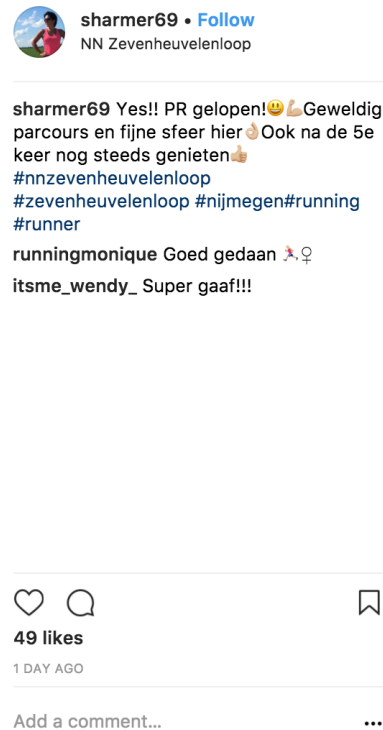 sharmer69 • Follow
NN Zevenheuvelenloop
sharmer69 Yes!! PR gelopen!😃💪🏼Geweldig
parcours en fijne sfeer hier👌🏼Ook na de 5e
keer nog steeds genieten👍🏼
#nnzevenheuvelenloop
#zevenheuvelenloop #nijmegen#running
#runner
runningmonique Goed gedaan 🏃🏼♀
itsme_wendy_ Super gaaf!!!
49 likes
1 DAY AGO
Add a comment...